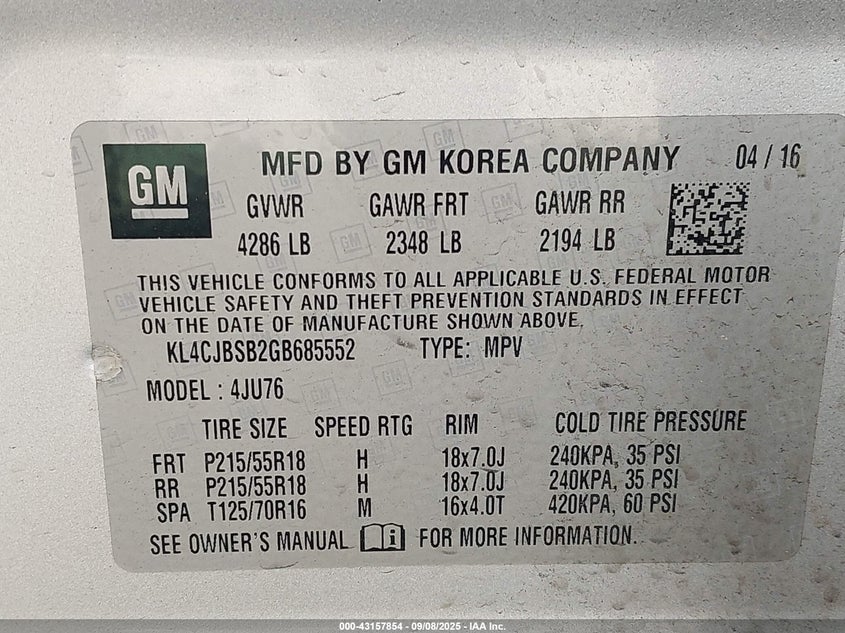 GM
MFD BY GM KOREA COMPANY 04 / 16
GVWR GAWR FRT GAWR RR
4286 LB 2348 LB 2194 LB
THIS VEHICLE CONFORMS TO ALL APPLICABLE U.S. FEDERAL MOTOR
VEHICLE SAFETY AND THEFT PREVENTION STANDARDS IN EFFECT
ON THE DATE OF MANUFACTURE SHOWN ABOVE.
KL4CJBSB2GB685552 TYPE: MPV
MODEL : 4JU76
TIRE SIZE SPEED RTG RIM COLD TIRE PRESSURE
FRT P215/55R18 H 18x7.0J 240KPA, 35 PSI
RR P215/55R18 H 18x7.0J 240KPA, 35 PSI
SPA T125/70R16 M 16x4.0T 420KPA, 60 PSI
SEE OWNER'S MANUAL FOR MORE INFORMATION.
000-43157854 - 09/08/2025 - IAA Inc.